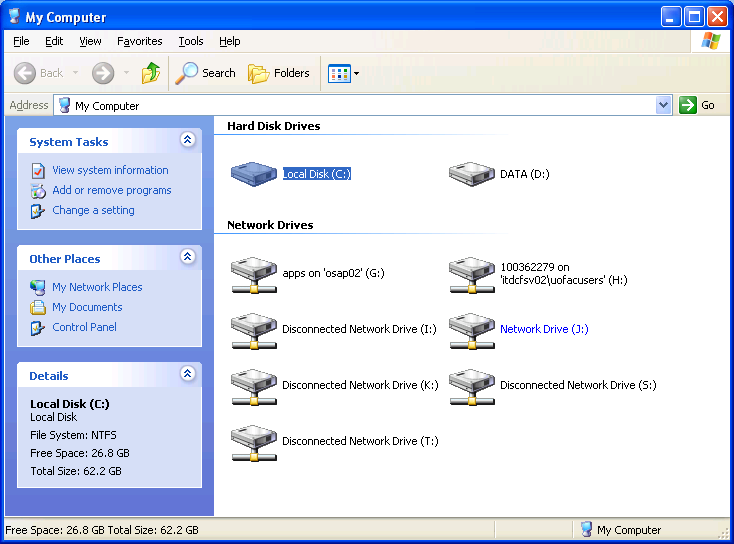 My Computer
File Edit View Favorites Tools Help
Back Search Folders
Address My Computer Go
System Tasks
View system information
Add or remove programs
Change a setting
Other Places
My Network Places
My Documents
Control Panel
Details
Local Disk (C:)
Local Disk
File System: NTFS
Free Space: 26.8 GB
Total Size: 62.2 GB
Hard Disk Drives
Local Disk (C:) DATA (D:)
Network Drives
apps on 'osap02' (G:)
100362279 on
'itdcfsv02\uofacusers' (H:)
Disconnected Network Drive (I:) Network Drive (J:)
Disconnected Network Drive (K:) Disconnected Network Drive (S:)
Disconnected Network Drive (T:)
Free Space: 26.8 GB Total Size: 62.2 GB My Computer